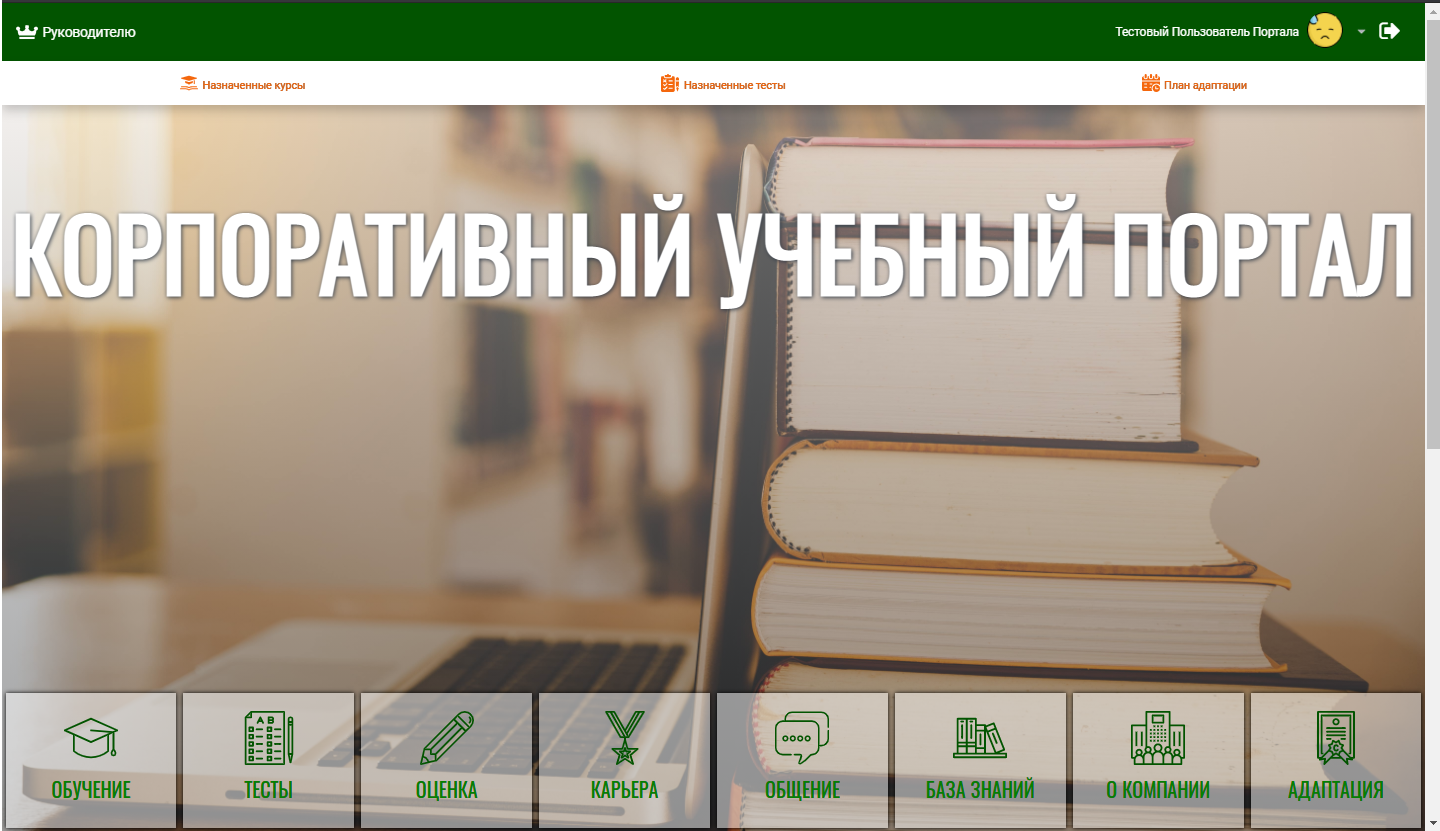 Руководителю
Тестовый Пользователь Портала
Назначенные курсы
Назначенные тесты
План адаптации
КОРПОРАТИВНЫЙ УЧЕБНЫЙ ПОРТАЛ
A B
ОБУЧЕНИЕ
ТЕСТЫ
ОЦЕНКА
КАРЬЕРА
ОБЩЕНИЕ
БАЗА ЗНАНИЙ
О КОМПАНИИ
АДАПТАЦИЯ